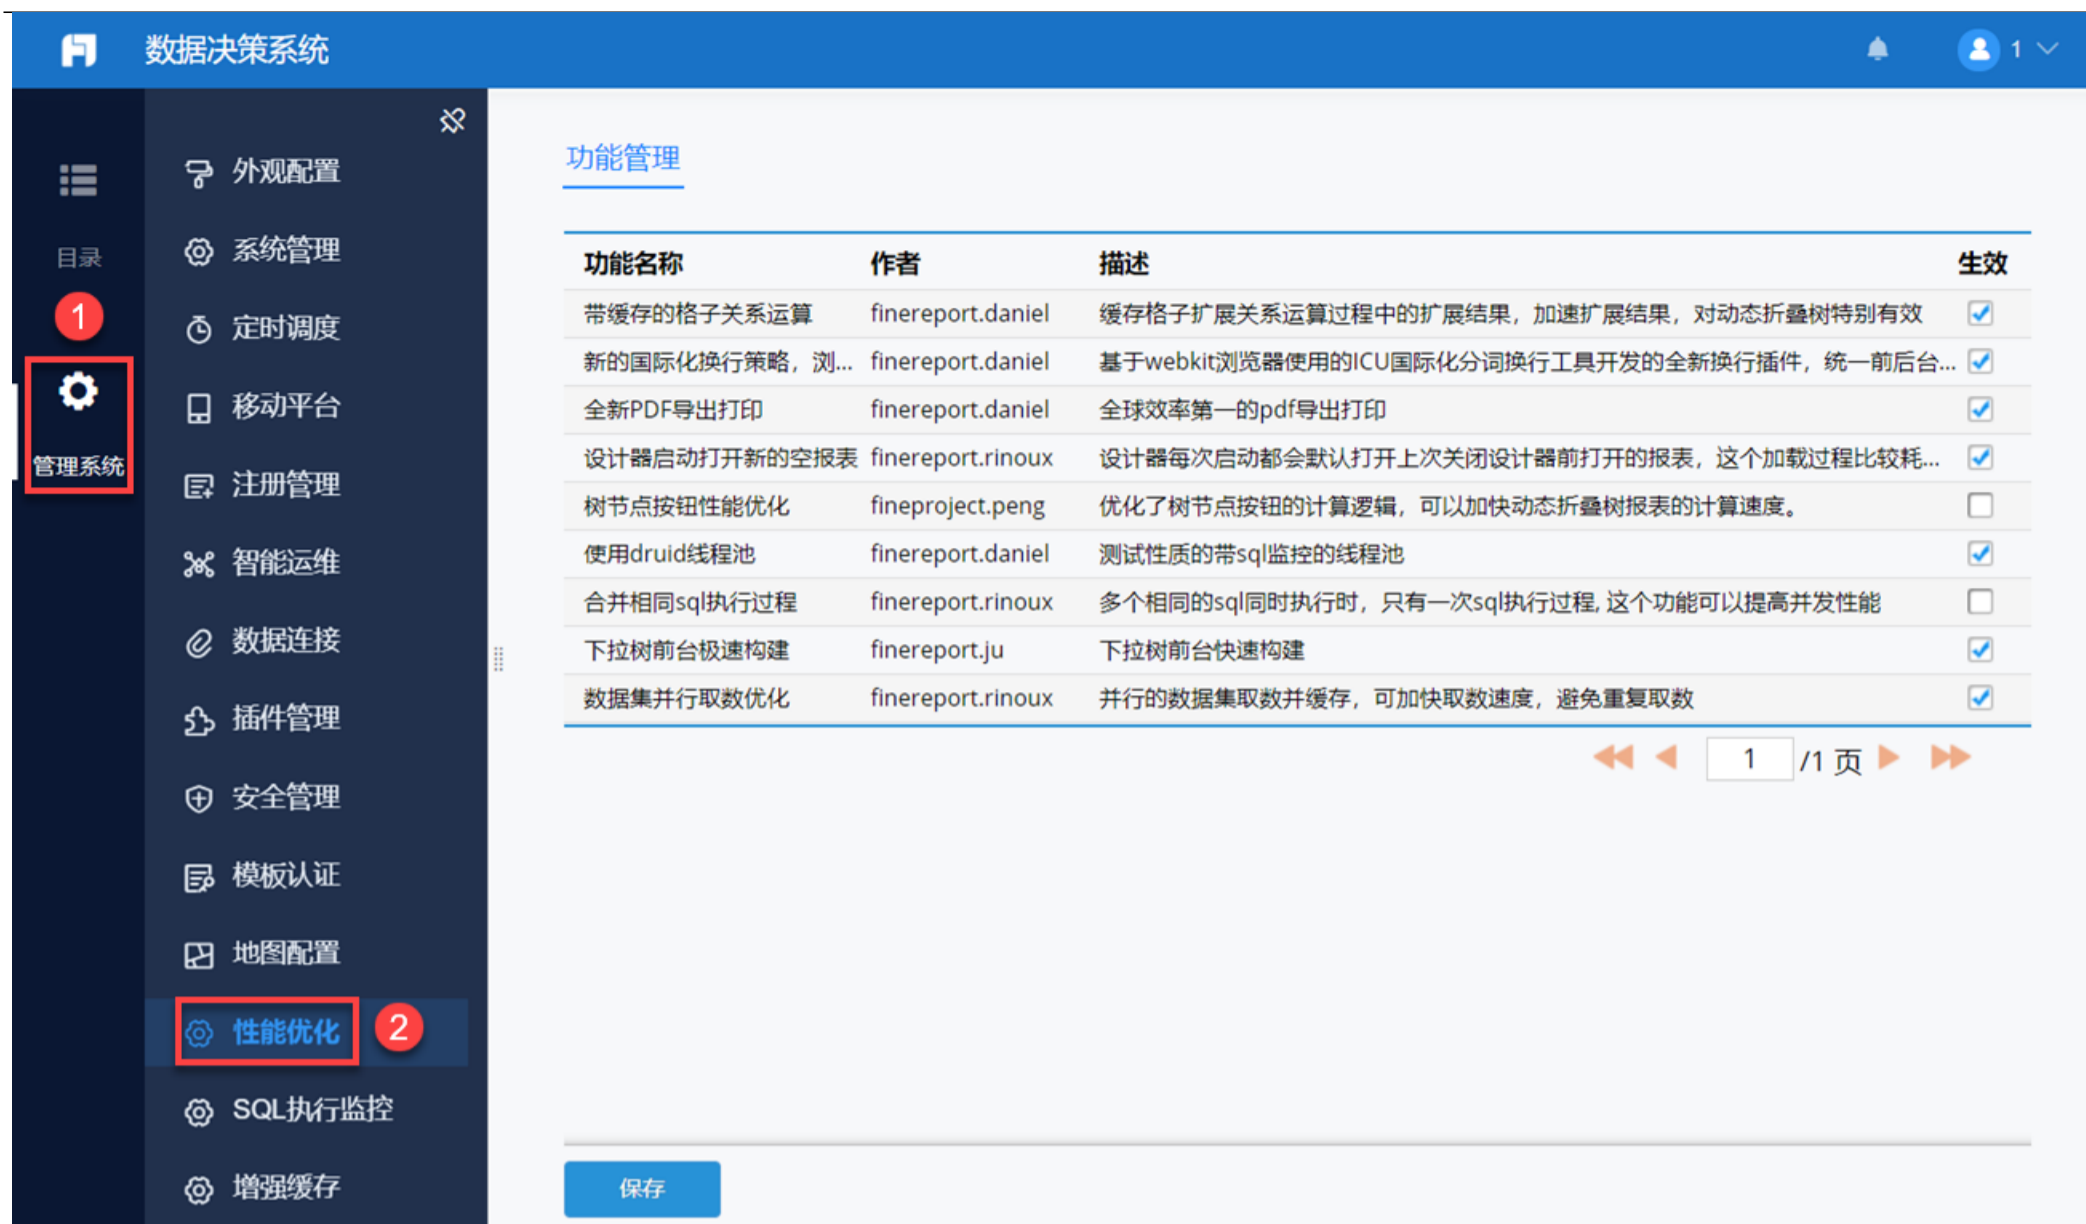 数据决策系统
1
目录
1
管理系统
外观配置
系统管理
定时调度
移动平台
注册管理
智能运维
数据连接
插件管理
安全管理
模板认证
地图配置
性能优化
2
SQL执行监控
增强缓存
功能管理
功能名称 作者 描述 生效
带缓存的格子关系运算 finereport.daniel 缓存格子扩展关系运算过程中的扩展结果，加速扩展结果，对动态折叠树特别有效
新的国际化换行策略，浏... finereport.daniel 基于webkit浏览器使用的ICU国际化分词换行工具开发的全新换行插件，统一前后台...
全新PDF导出打印 finereport.daniel 全球效率第一的pdf导出打印
设计器启动打开新的空报表 finereport.rinoux 设计器每次启动都会默认打开上次关闭设计器前打开的报表，这个加载过程比较耗...
树节点按钮性能优化 fineproject.peng 优化了树节点按钮的计算逻辑，可以加快动态折叠树报表的计算速度。
使用druid线程池 finereport.daniel 测试性质的带sql监控的线程池
合并相同sql执行过程 finereport.rinoux 多个相同的sql同时执行时，只有一次sql执行过程,这个功能可以提高并发性能
下拉树前台极速构建 finereport.ju 下拉树前台快速构建
数据集并行取数优化 finereport.rinoux 并行的数据集取数并缓存，可加快取数速度，避免重复取数
1 /1 页
保存